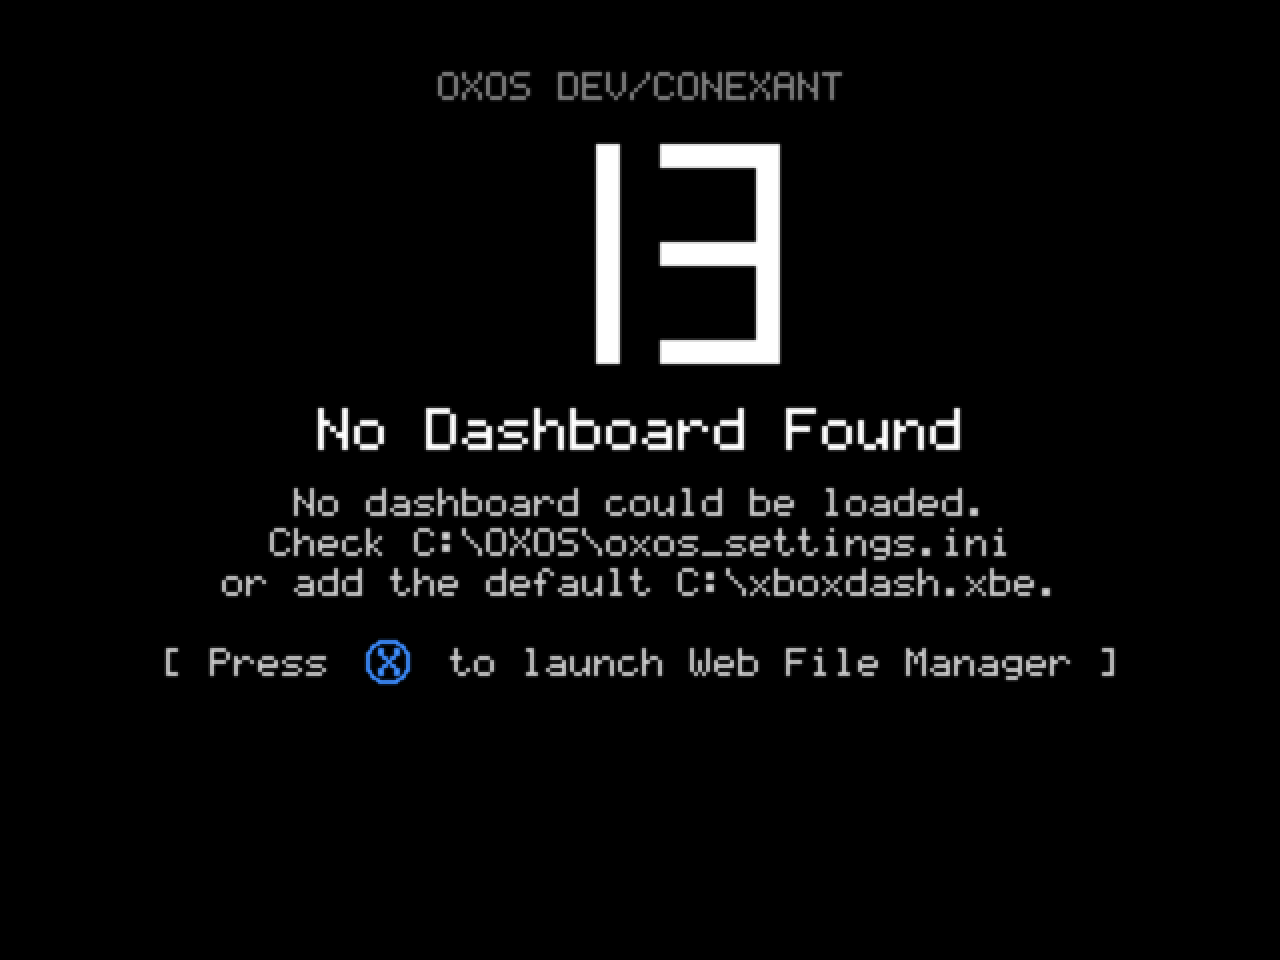 OXOS DEV/CONEXANT
13
No Dashboard Found
No dashboard could be loaded.
Check C:\OXOS\oxos_settings.ini
or add the default C:\xboxdash.xbe.
[ Press X to launch Web File Manager ]